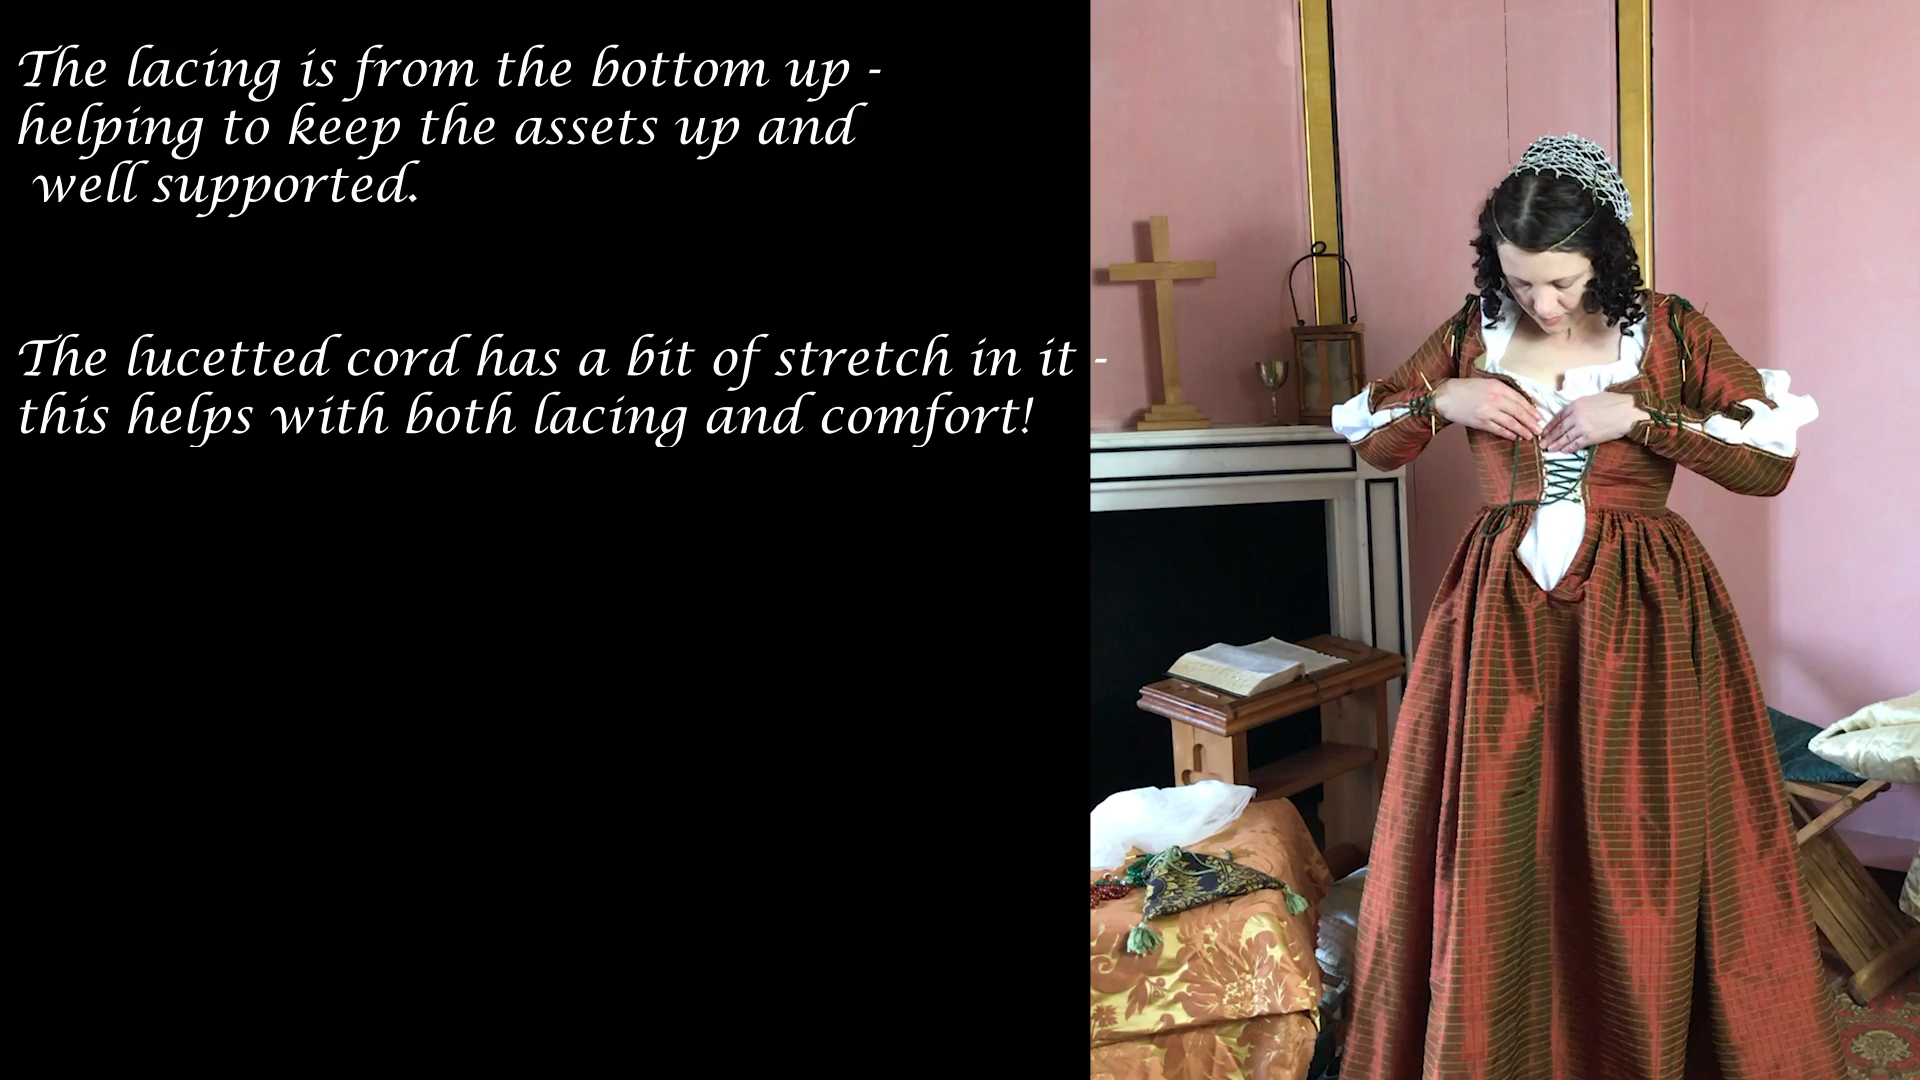 The lacing is from the bottom up -
helping to keep the assets up and
well supported.
The lucetted cord has a bit of stretch in it -
this helps with both lacing and comfort!